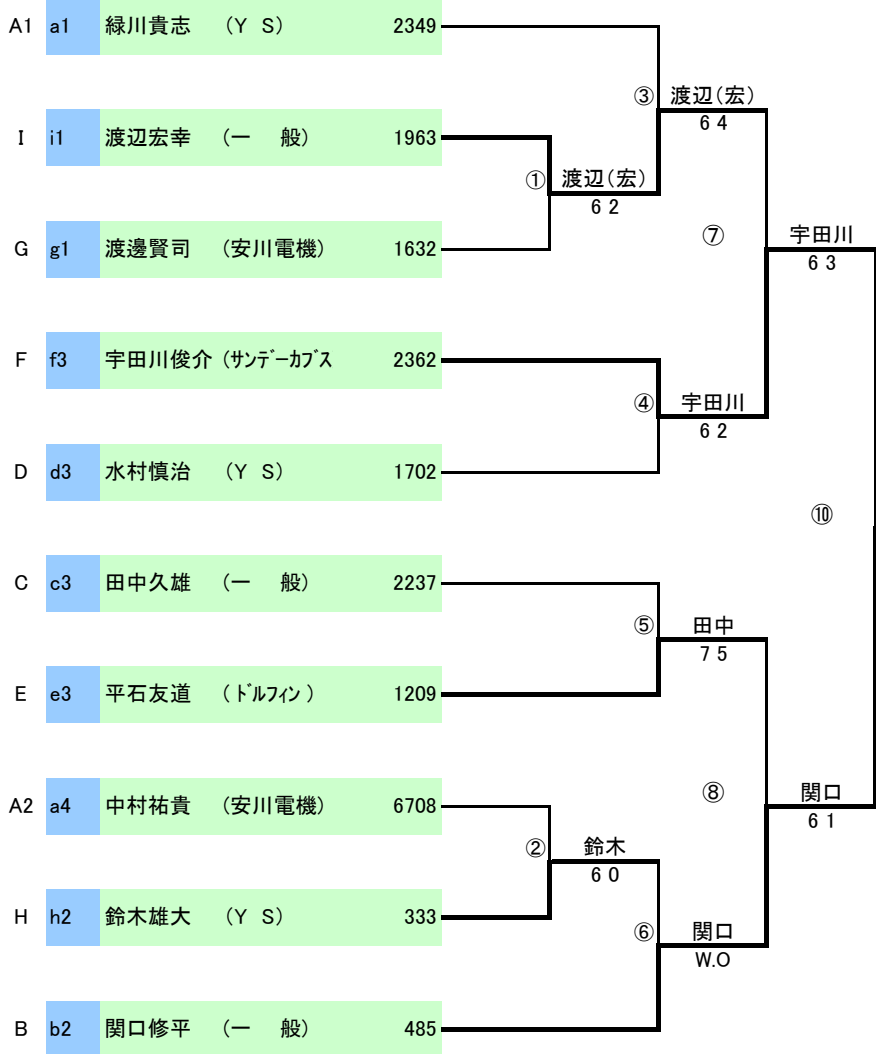 A1 a1 緑川貴志 (Y S) 2349
③ 渡辺(宏)
6 4
I i1 渡辺宏幸 (一 般) 1963
① 渡辺(宏)
6 2
⑦ 宇田川
6 3
G g1 渡邊賢司 (安川電機) 1632
F f3 宇田川俊介 (サンデーカブス 2362
④ 宇田川
6 2
D d3 水村慎治 (Y S) 1702
⑩
C c3 田中久雄 (一 般) 2237
⑤ 田中
7 5
E e3 平石友道 (ドルフィン) 1209
A2 a4 中村祐貴 (安川電機) 6708
⑧ 関口
6 1
② 鈴木
6 0
H h2 鈴木雄大 (Y S) 333
⑥ 関口
W.O
B b2 関口修平 (一 般) 485